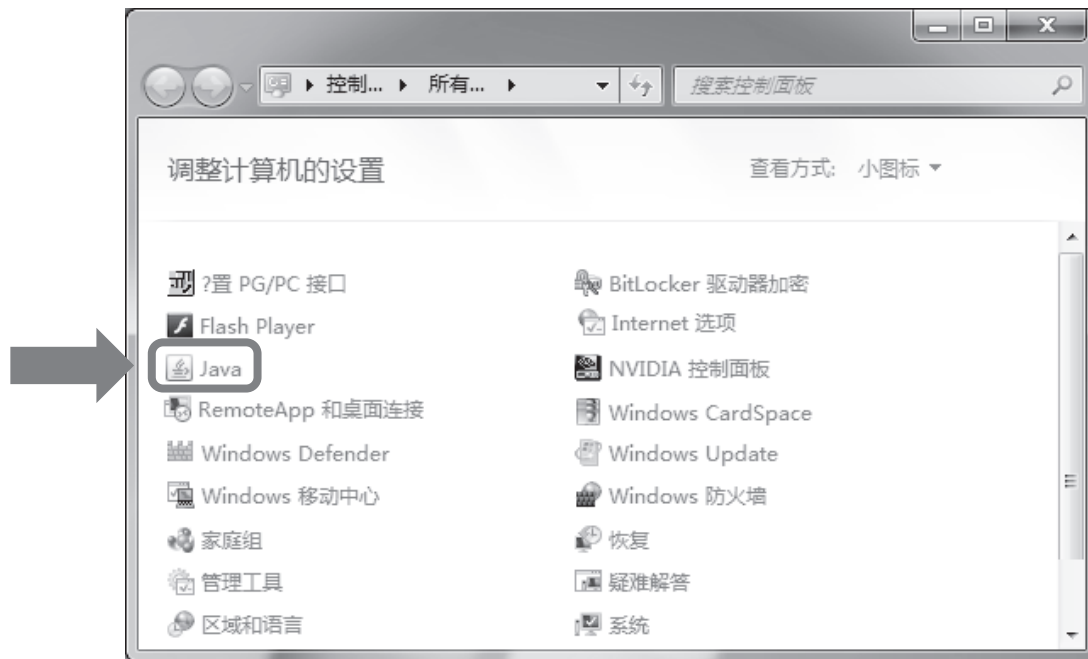 控制... 所有...
搜索控制面板
调整计算机的设置
查看方式: 小图标
?置 PG/PC 接口
BitLocker 驱动器加密
Flash Player
Internet 选项
Java
NVIDIA 控制面板
RemoteApp 和桌面连接
Windows CardSpace
Windows Defender
Windows Update
Windows 移动中心
Windows 防火墙
家庭组
恢复
管理工具
疑难解答
区域和语言
系统